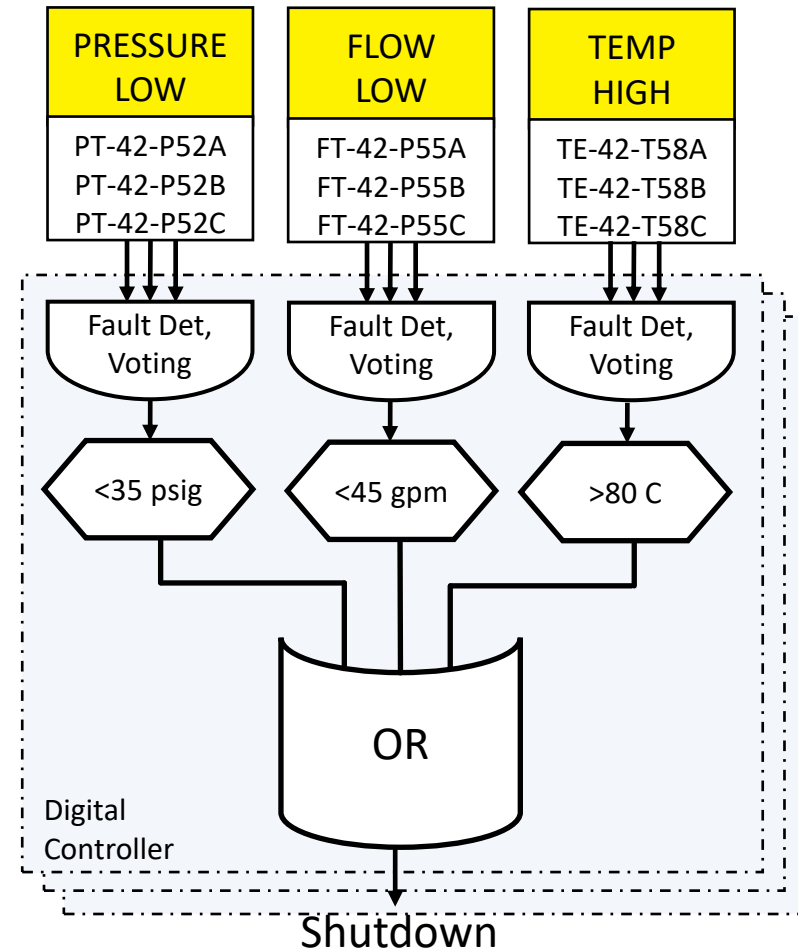 PRESSURE
LOW
PT-42-P52A
PT-42-P52B
PT-42-P52C
FLOW
LOW
FT-42-P55A
FT-42-P55B
FT-42-P55C
TEMP
HIGH
TE-42-T58A
TE-42-T58B
TE-42-T58C
Fault Det,
Voting
Fault Det,
Voting
Fault Det,
Voting
<35 psig
<45 gpm
>80 C
OR
Digital
Controller
Shutdown